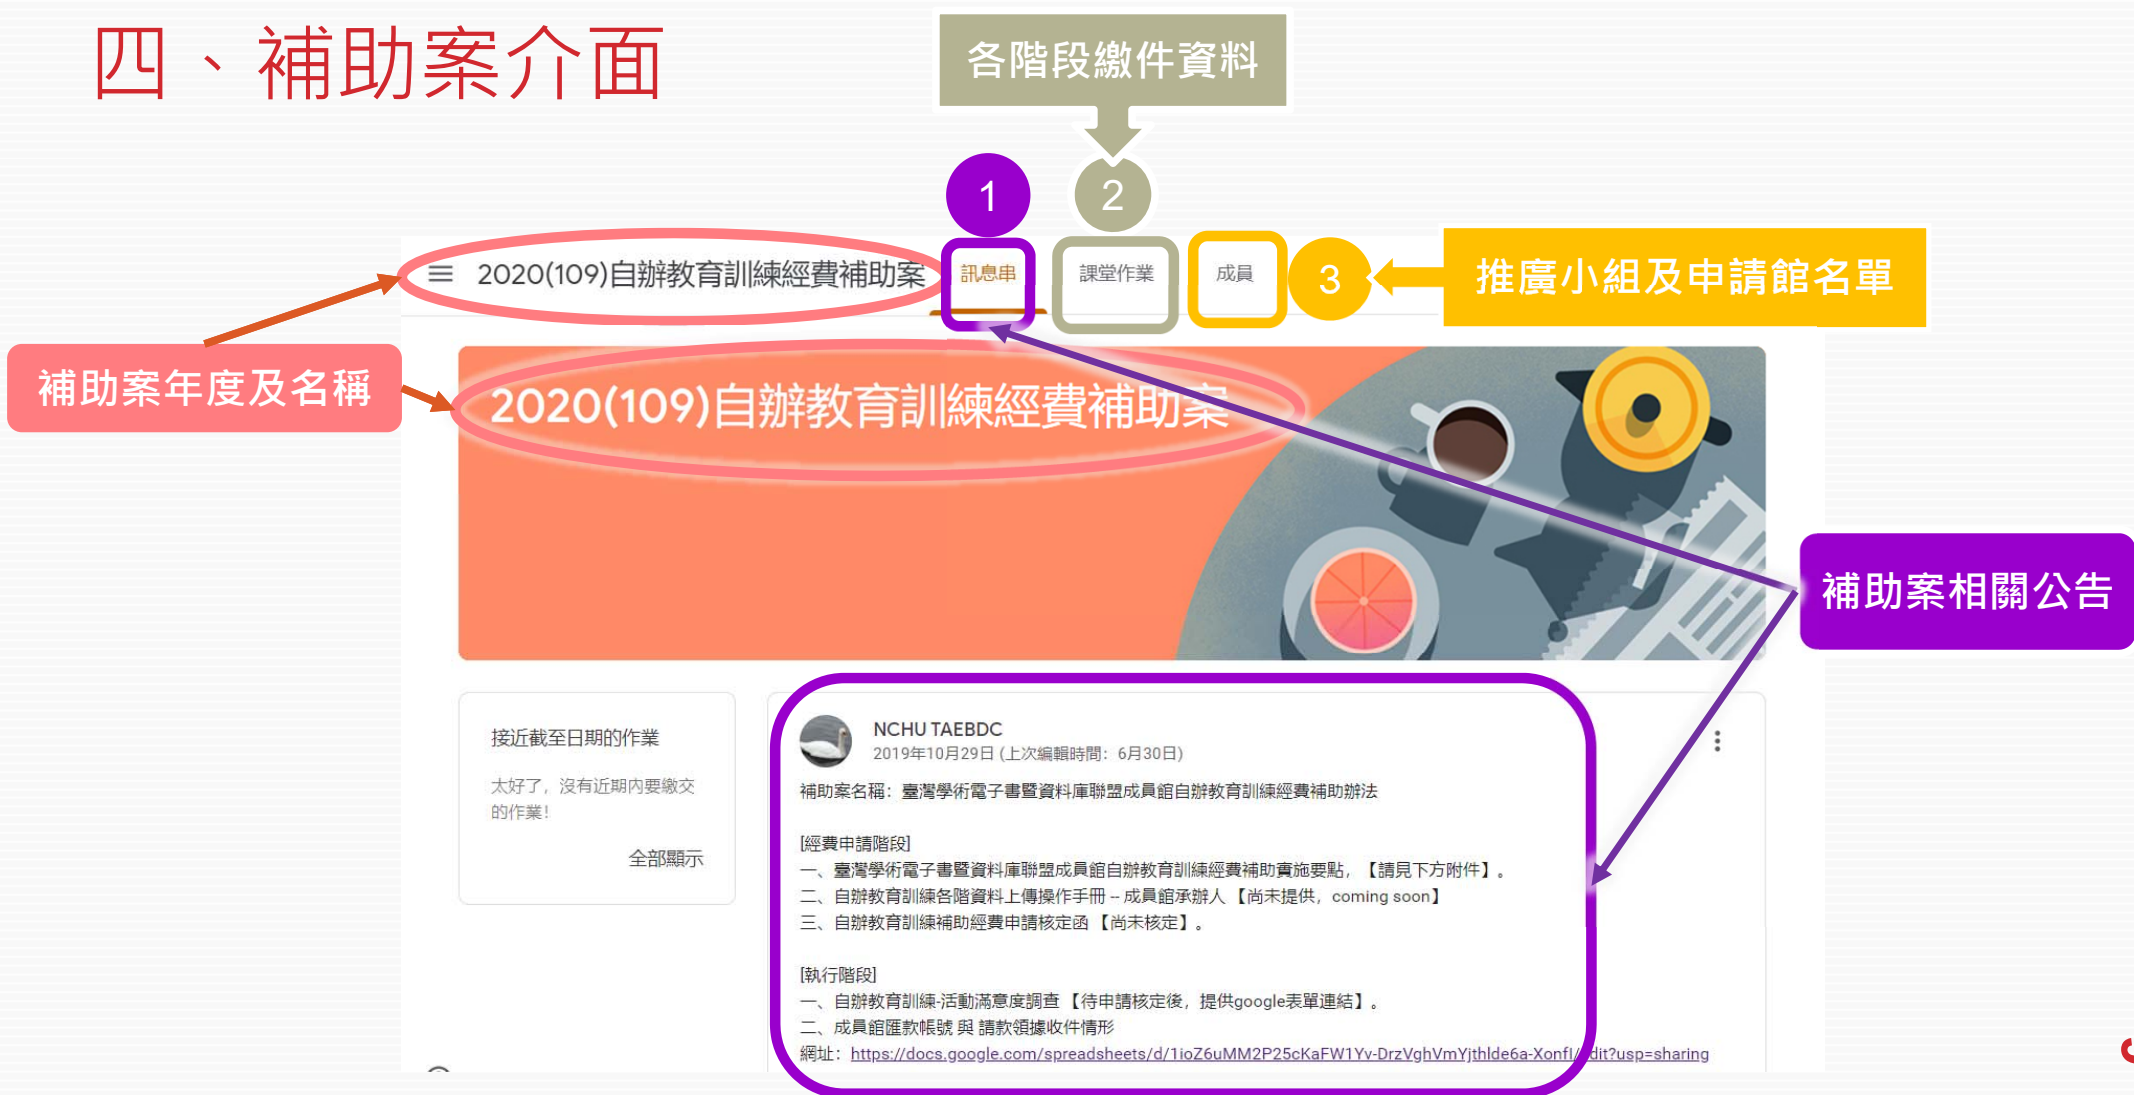 四、補助案介面
各階段繳件資料
1
2
2020(109)自辦教育訓練經費補助案
訊息串
課堂作業
成員
3
推廣小組及申請館名單
補助案年度及名稱
2020(109)自辦教育訓練經費補助案
補助案相關公告
接近截至日期的作業
太好了，沒有近期內要繳交
的作業！
全部顯示
NCHU TAEBDC
2019年10月29日 (上次編輯時間：6月30日)
補助案名稱：臺灣學術電子書暨資料庫聯盟成員館自辦教育訓練經費補助辦法
[經費申請階段]
一、臺灣學術電子書暨資料庫聯盟成員館自辦教育訓練經費補助實施要點，【請見下方附件】。
二、自辦教育訓練各階資料上傳操作手冊 -- 成員館承辦人【尚未提供，coming soon】
三、自辦教育訓練補助經費申請核定函【尚未核定】。
[執行階段]
一、自辦教育訓練-活動滿意度調查【待申請核定後，提供google表單連結】。
二、成員館匯款帳號 與 請款領據收件情形
網址：https://docs.google.com/spreadsheets/d/1ioZ6uMM2P25cKaFW1Yv-DrzVghVmYjthlde6a-XonfI/edit?usp=sharing